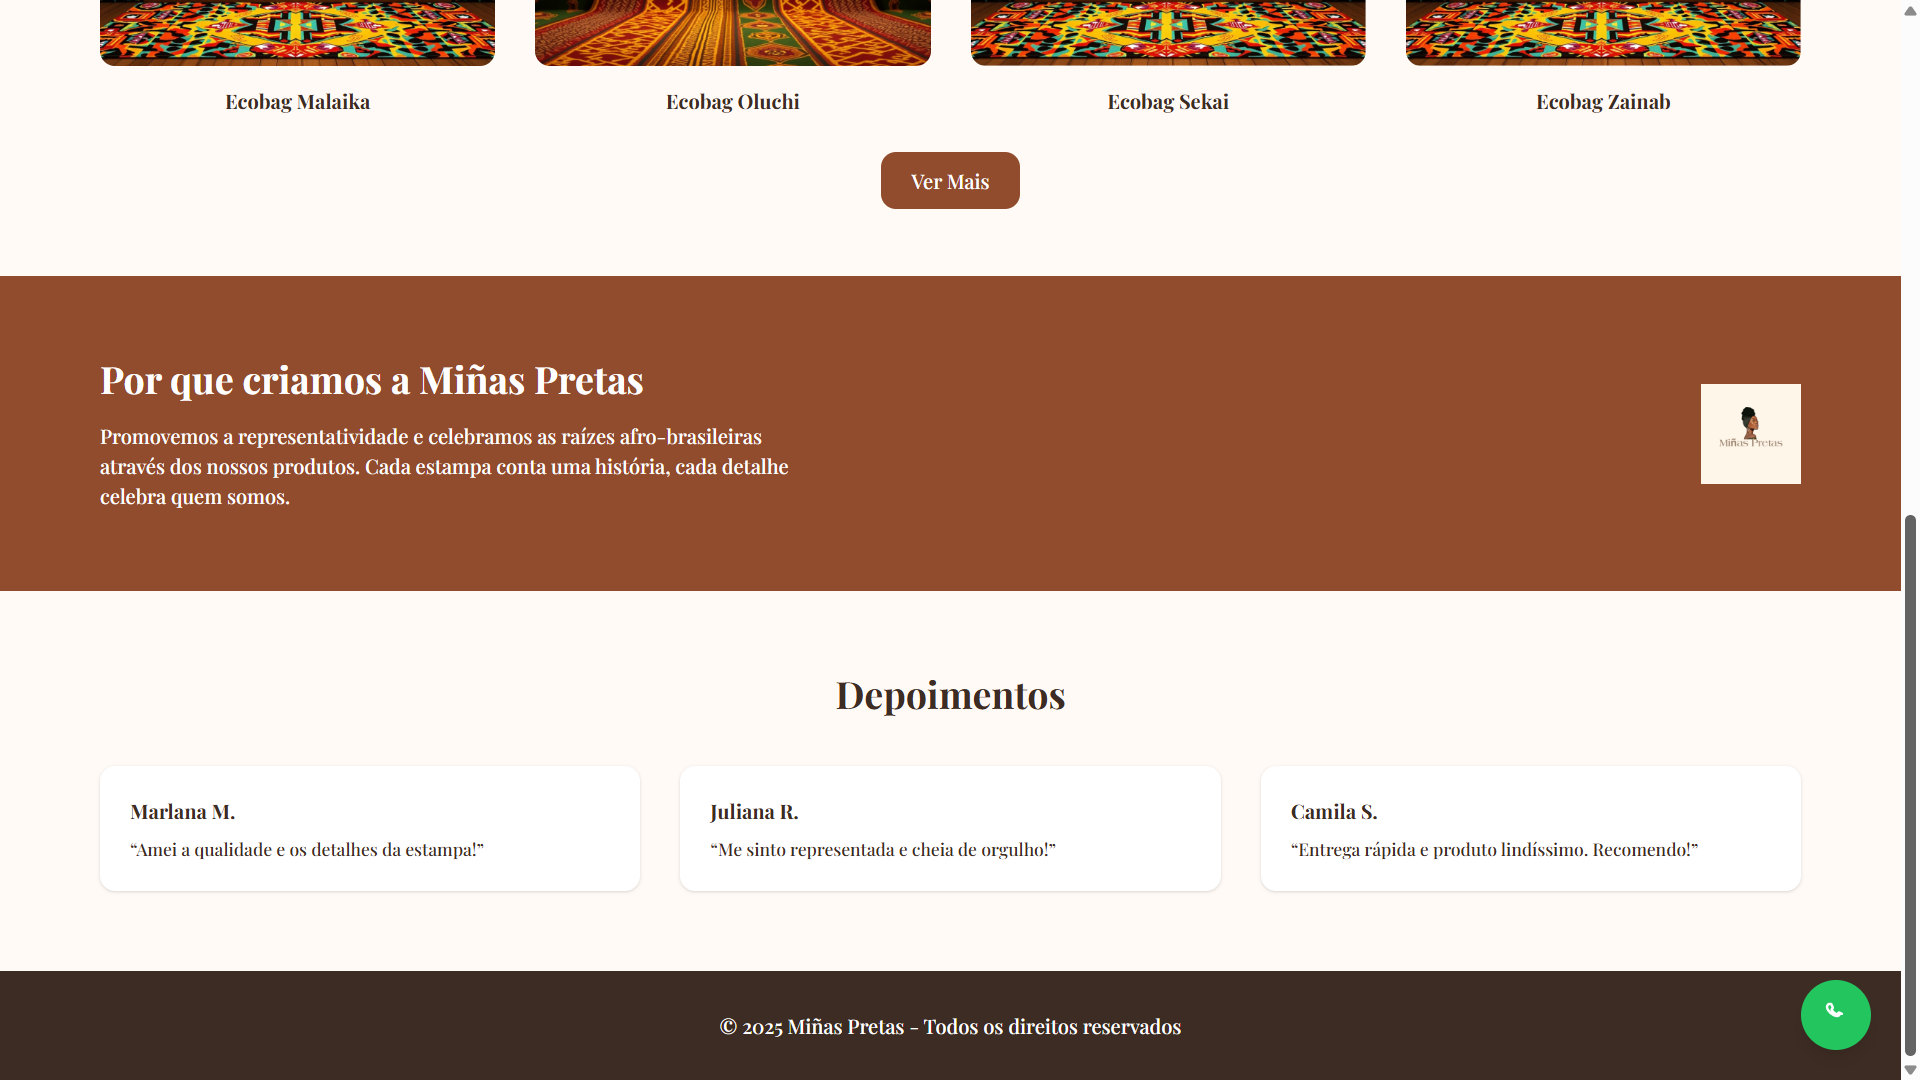 Ecobag Malaika
Ecobag Oluchi
Ecobag Sekai
Ecobag Zainab
Ver Mais
Por que criamos a Miñas Pretas
Promovemos a representatividade e celebramos as raízes afro-brasileiras
através dos nossos produtos. Cada estampa conta uma história, cada detalhe
celebra quem somos.
Miñas Pretas
Depoimentos
Marlana M.
“Amei a qualidade e os detalhes da estampa!”
Juliana R.
“Me sinto representada e cheia de orgulho!”
Camila S.
“Entrega rápida e produto lindíssimo. Recomendo!”
© 2025 Miñas Pretas - Todos os direitos reservados